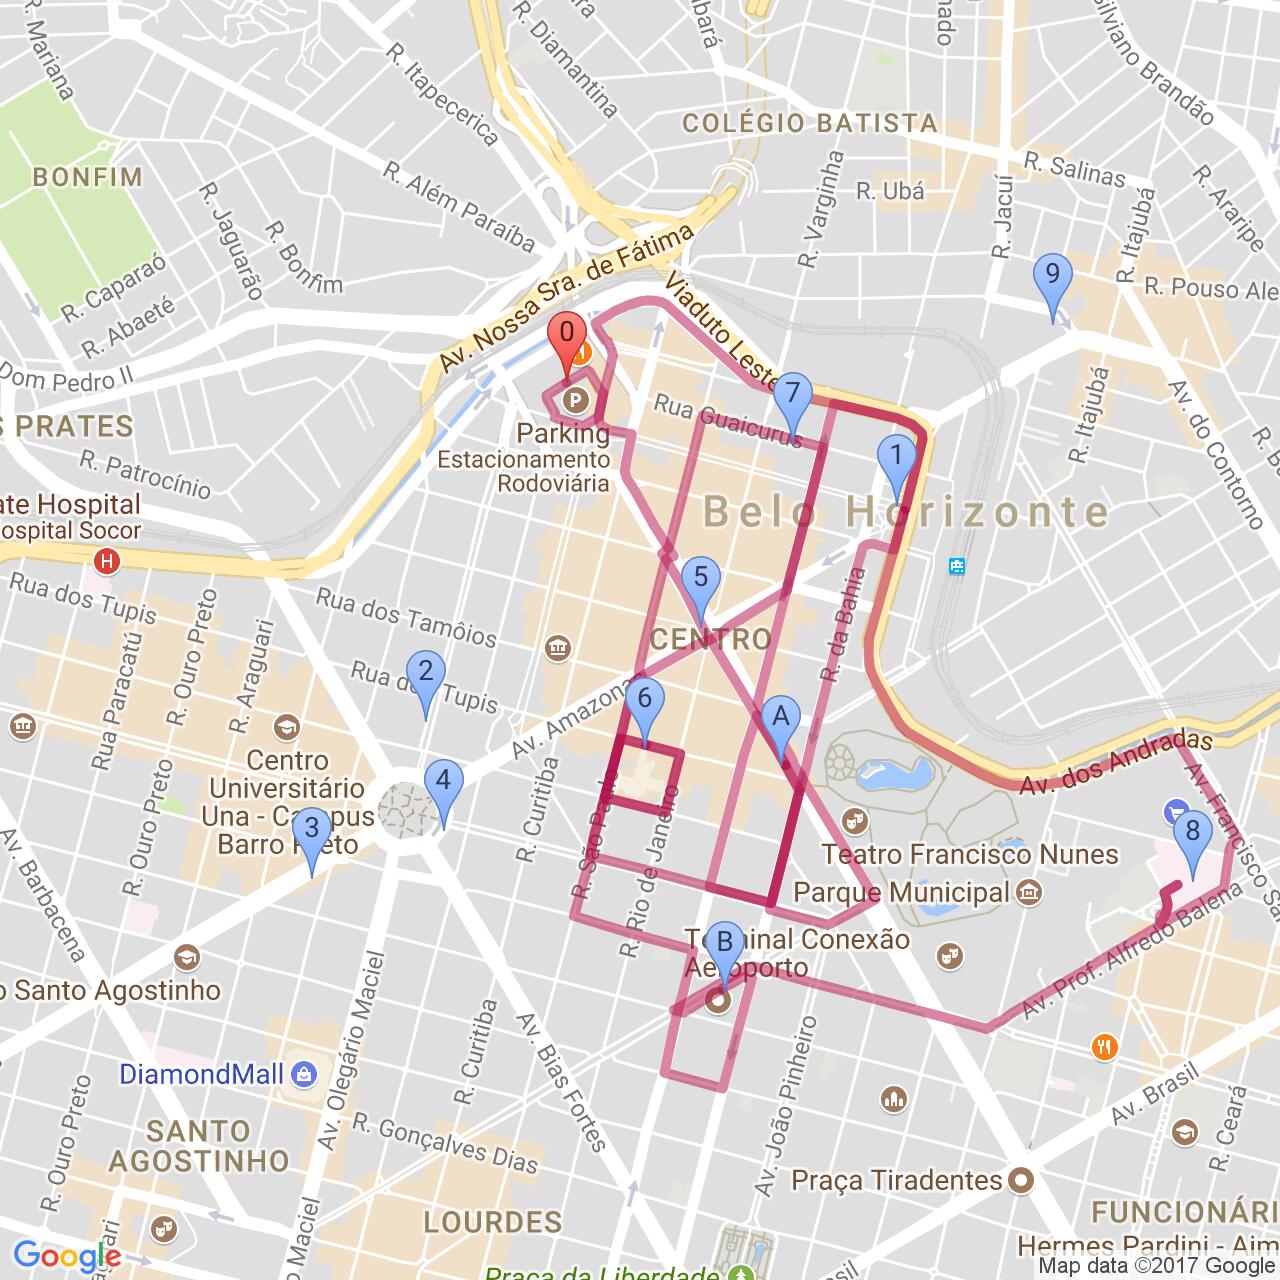 R. Mariana
R. Itapecerica
R. Diamantina
COLÉGIO BATISTA
Silviano Brandão
BONFIM
R. Além Paraíba
R. Varginha
R. Ubá
R. Jacuí
R. Salinas
R. Itajubá
R. Araripe
R. Jaguarão
R. Bonfim
R. Caparaó
R. Abaeté
Av. Nossa Sra. de Fátima
Viaduto Leste
9
R. Pouso Ale
0
Dom Pedro II
7
S PRATES
R. Patrocínio
P
Parking
Estacionamento
Rodoviária
Rua Guaicurus
R. Itajubá
Av. do Contorno
1
Belo Horizonte
ate Hospital
ospital Socor
H
Rua dos Tupis
R. Ouro Preto
Rua dos Tamôios
5
CENTRO
R. da Bahia
Rua Paracatú
R. Araguari
2
Rua dos Tupis
Av. Amazonas
6
A
Av. dos Andradas
Centro
Universitário
Una - Campus
Barro Preto
4
3
R. Ouro Preto
R. Curitiba
R. São Paulo
R. Rio de Janeiro
Teatro Francisco Nunes
Parque Municipal
8
Av. Francisco Sa
Av. Prof. Alfredo Balena
Av. Barbacena
o Santo Agostinho
B
Terminal Conexão
Aeroporto
Av. Olegário Maciel
R. Curitiba
Av. Bias Fortes
Av. João Pinheiro
DiamondMall
R. Ouro Preto
SANTO
AGOSTINHO
R. Gonçalves Dias
Av. Brasil
R. Ceará
Praça Tiradentes
LOURDES
FUNCIONÁRI
Hermes Pardini - Aim
Praça da Liberdade
Google
Map data ©2017 Google